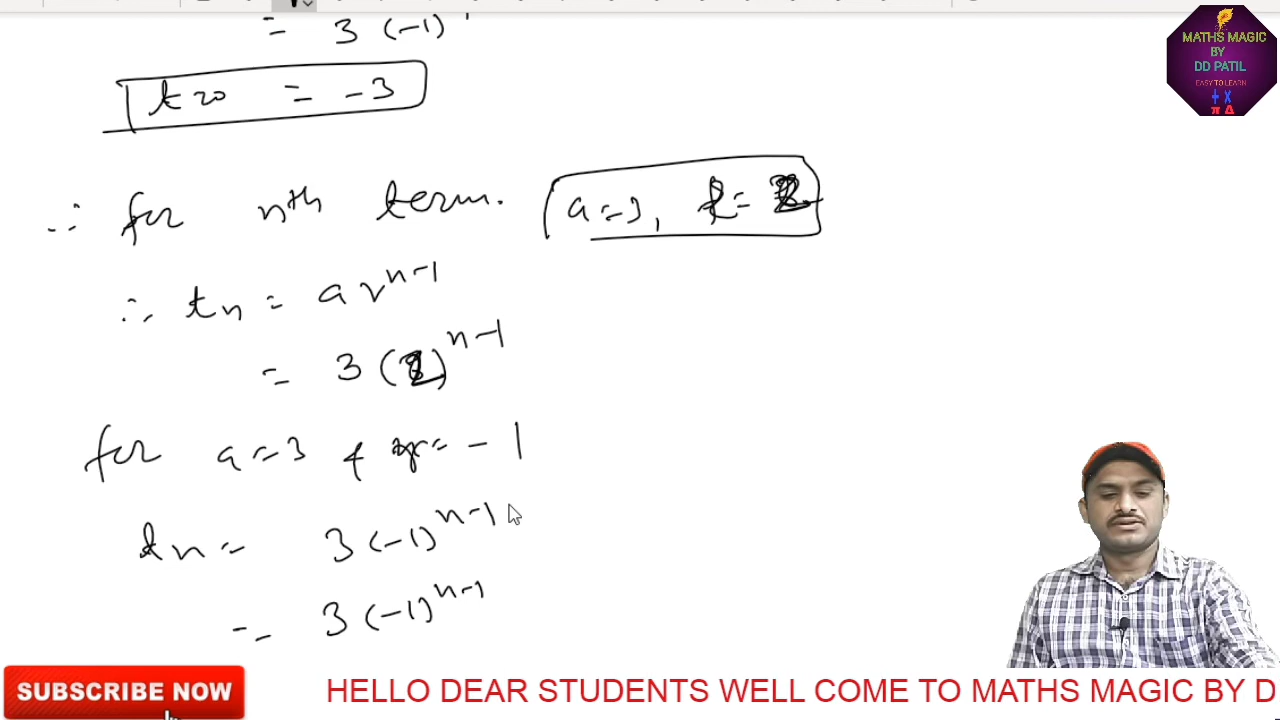 = 3 (-1)
MATHS MAGIC
BY
DD PATIL
EASY TO LEARN
+ X
π Δ
t20 = -3
∴ for nth term. a=3,
∴ tn = ar^n-1
= 3 ( )^n-1
for a=3 & r= -1
tn = 3 (-1)^n-1
= 3 (-1)^n-1
SUBSCRIBE NOW
HELLO DEAR STUDENTS WELL COME TO MATHS MAGIC BY D